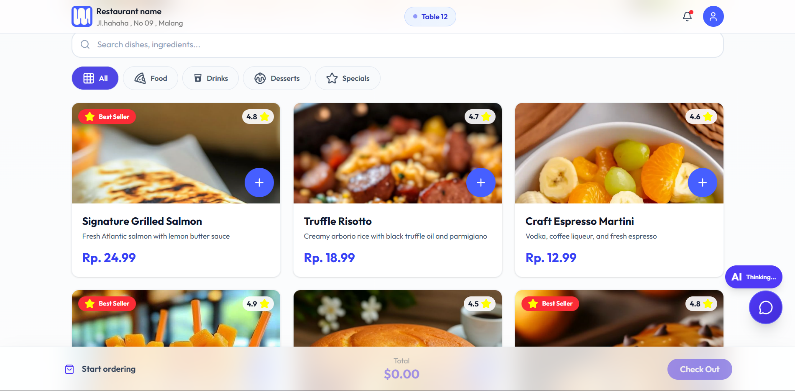 Restaurant name
Jl.hahaha , No 09 , Malang
Table 12
Search dishes, ingredients...
All
Food
Drinks
Desserts
Specials
Best Seller
4.8
4.7
4.6
Signature Grilled Salmon
Fresh Atlantic salmon with lemon butter sauce
Rp. 24.99
Truffle Risotto
Creamy arborio rice with black truffle oil and parmigiano
Rp. 18.99
Craft Espresso Martini
Vodka, coffee liqueur, and fresh espresso
Rp. 12.99
AI Thinking...
Best Seller
4.9
4.5
Best Seller
4.8
Start ordering
Total
$0.00
Check Out